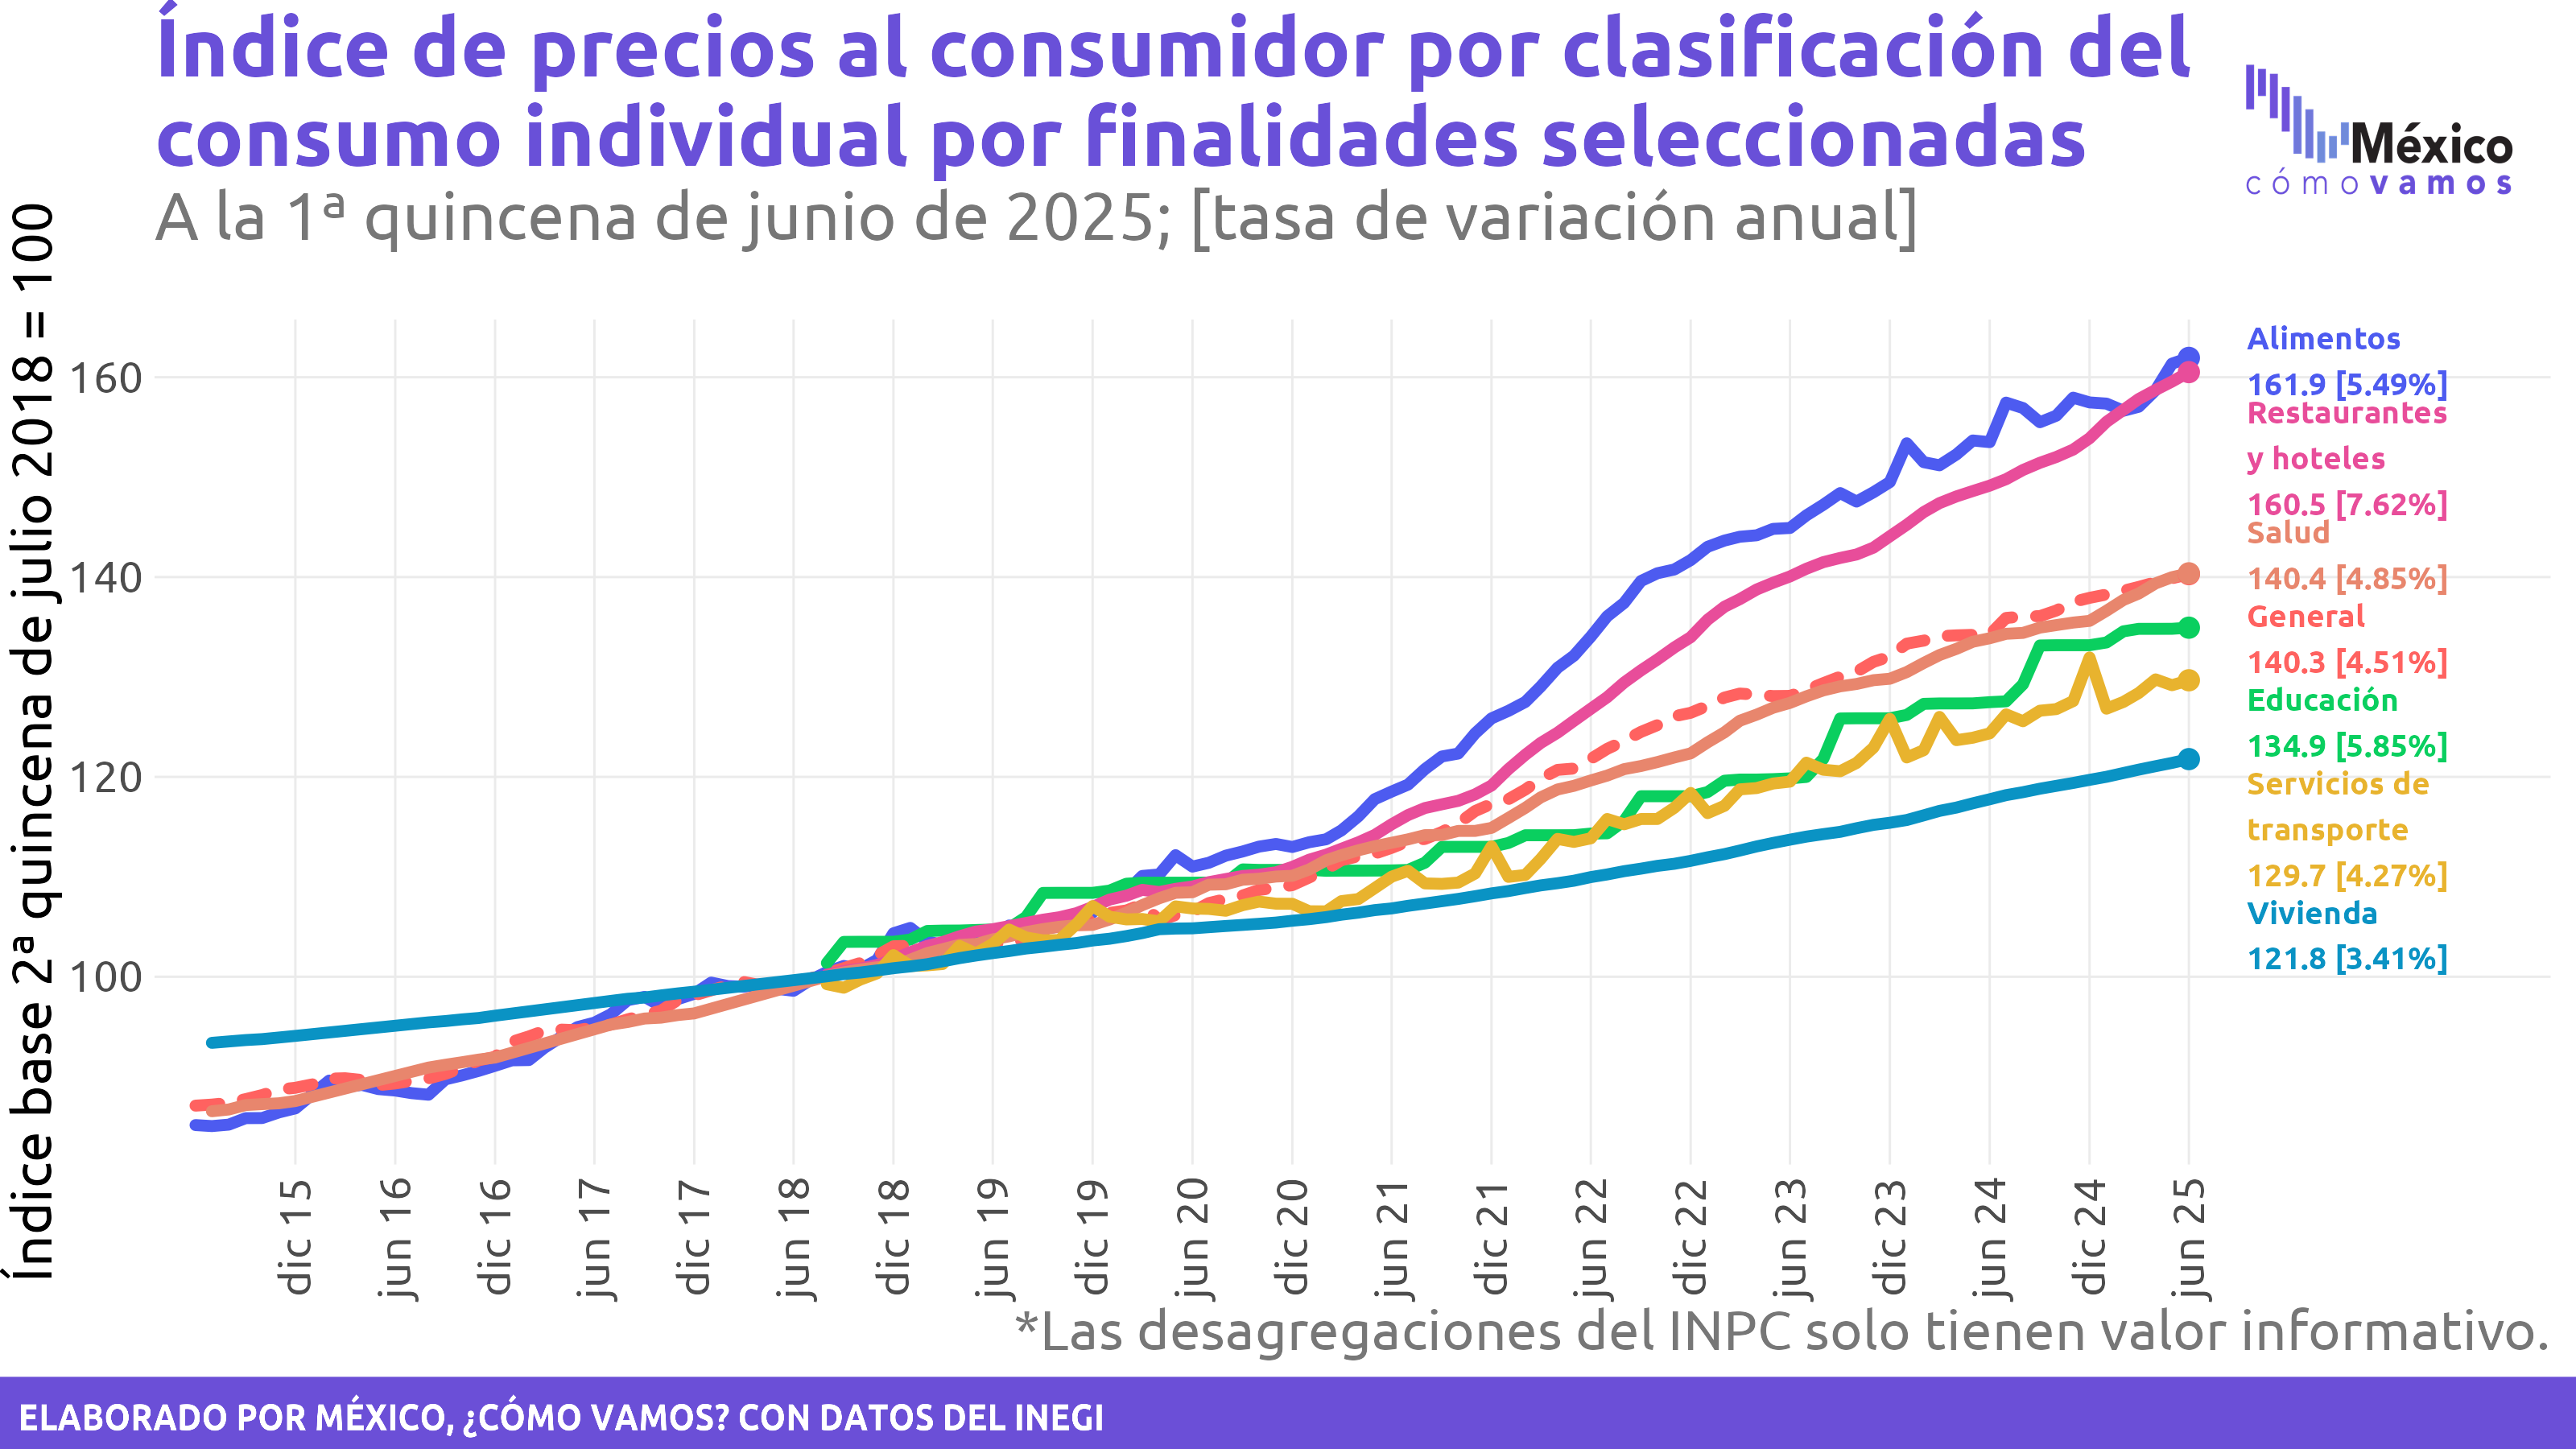 Índice de precios al consumidor por clasificación del
consumo individual por finalidades seleccionadas
A la 1ª quincena de junio de 2025; [tasa de variación anual]
México
cómo vamos
Índice base 2ª quincena de julio 2018 = 100
160
140
120
100
Alimentos
161.9 [5.49%]
Restaurantes
y hoteles
160.5 [7.62%]
Salud
140.4 [4.85%]
General
140.3 [4.51%]
Educación
134.9 [5.85%]
Servicios de
transporte
129.7 [4.27%]
Vivienda
121.8 [3.41%]
dic 15
jun 16
dic 16
jun 17
dic 17
jun 18
dic 18
jun 19
dic 19
jun 20
dic 20
jun 21
dic 21
jun 22
dic 22
jun 23
dic 23
jun 24
dic 24
jun 25
*Las desagregaciones del INPC solo tienen valor informativo.
ELABORADO POR MÉXICO, ¿CÓMO VAMOS? CON DATOS DEL INEGI